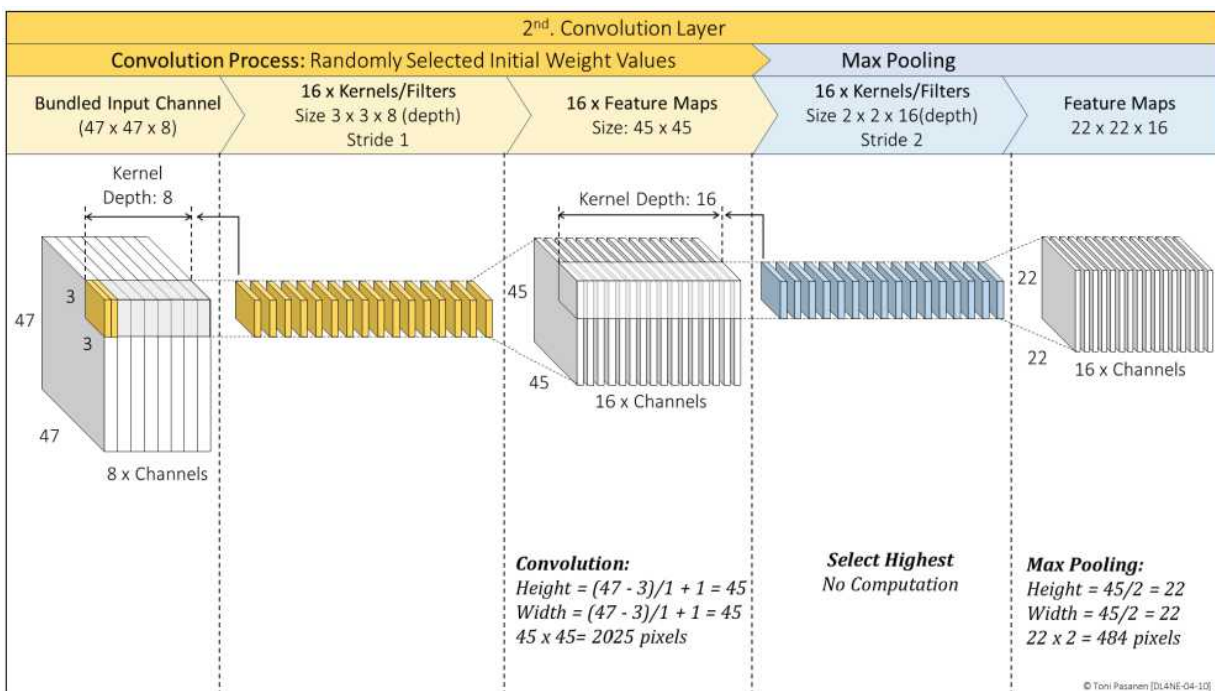 2nd. Convolution Layer
Convolution Process: Randomly Selected Initial Weight Values
Max Pooling
Bundled Input Channel
(47 x 47 x 8)
16 x Kernels/Filters
Size 3 x 3 x 8 (depth)
Stride 1
16 x Feature Maps
Size: 45 x 45
16 x Kernels/Filters
Size 2 x 2 x 16(depth)
Stride 2
Feature Maps
22 x 22 x 16
Kernel
Depth: 8
3
3
47
47
8 x Channels
Kernel Depth: 16
45
45
16 x Channels
22
22
16 x Channels
Convolution:
Height = (47 - 3)/1 + 1 = 45
Width = (47 - 3)/1 + 1 = 45
45 x 45= 2025 pixels
Select Highest
No Computation
Max Pooling:
Height = 45/2 = 22
Width = 45/2 = 22
22 x 2 = 484 pixels
© Toni Pasanen [DL4NE-04-10]